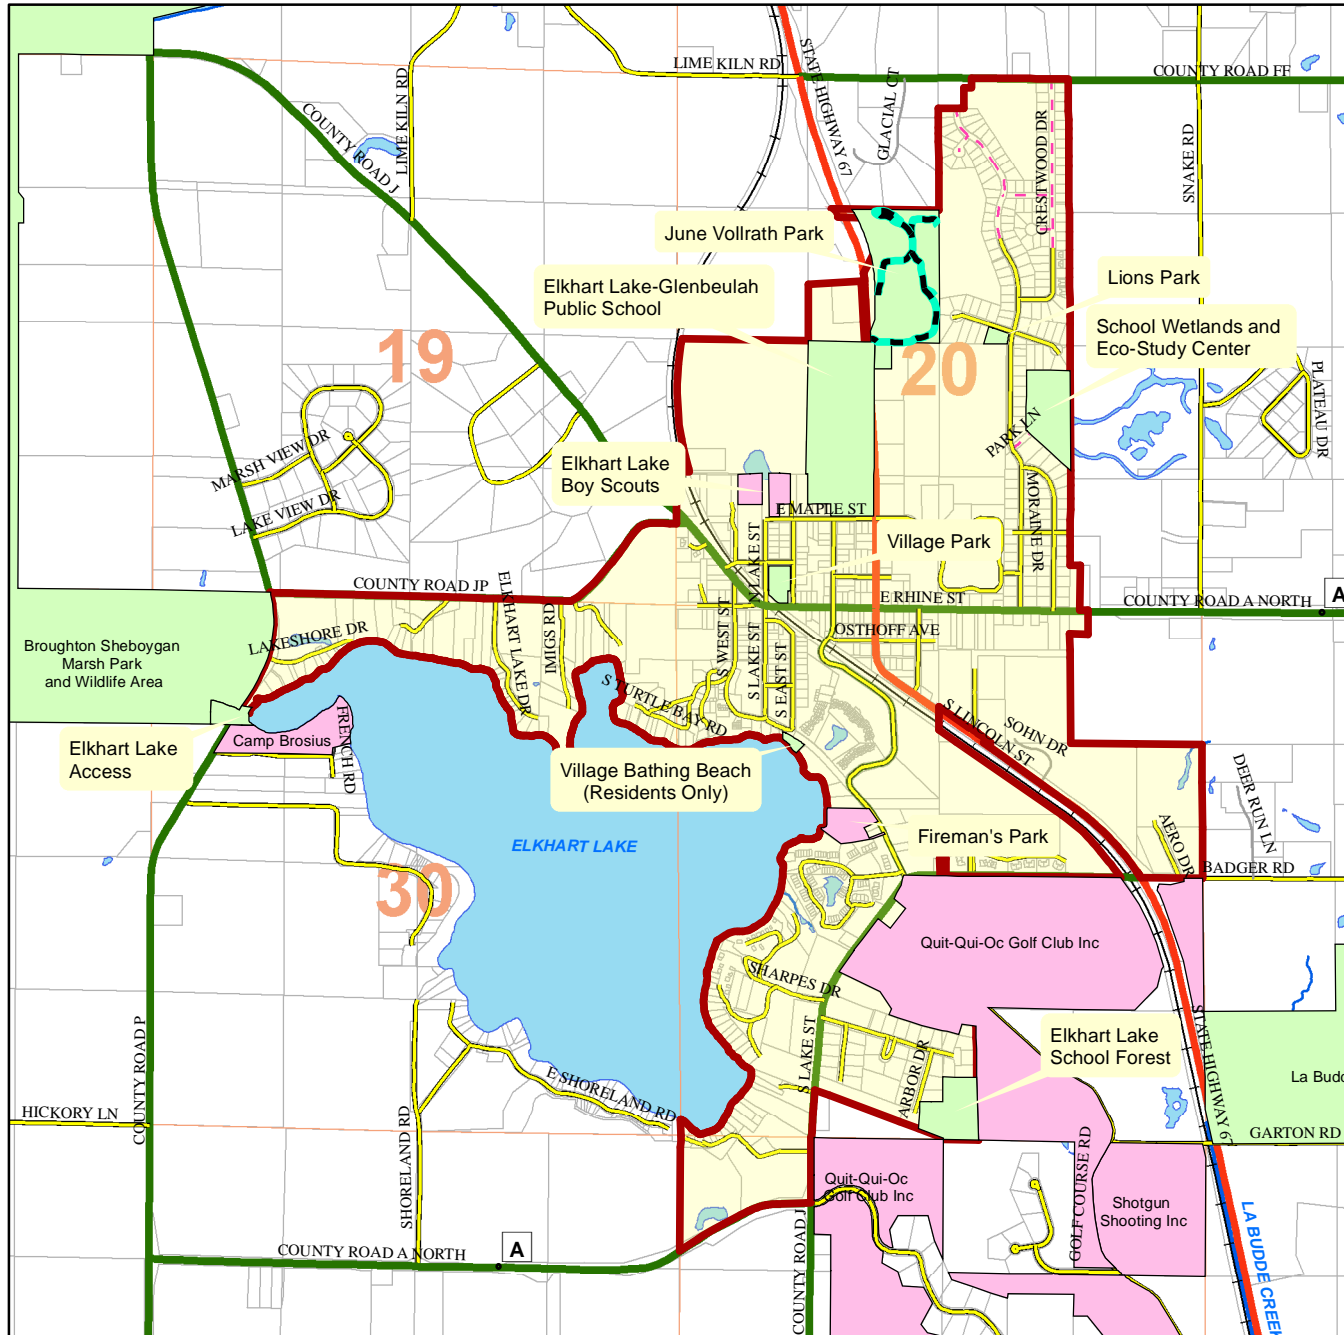 LIME KILN RD
COUNTY ROAD FF
STATE HIGHWAY 67
GLACIAL CT
LIME KILN RD
COUNTY ROAD J
CRESTWOOD DR
SNAKE RD
June Vollrath Park
Elkhart Lake-Glenbeulah
Public School
Lions Park
School Wetlands and
Eco-Study Center
19
20
PLATEAU DR
PARK LN
MARSH VIEW DR
LAKE VIEW DR
Elkhart Lake
Boy Scouts
E MAPLE ST
MORAINE DR
Village Park
N LAKE ST
COUNTY ROAD JP
E RHINE ST
COUNTY ROAD A NORTH
A
ELKHART LAKE DR
IMIGS RD
LAKESHORE DR
S WEST ST
S LAKE ST
S EAST ST
OSTHOFF AVE
Broughton Sheboygan
Marsh Park
and Wildlife Area
S TURTLE BAY RD
S LINCOLN ST
SOHN DR
FRENCH RD
Camp Brosius
Elkhart Lake
Access
Village Bathing Beach
(Residents Only)
DEER RUN LN
AERO DR
ELKHART LAKE
Fireman's Park
BADGER RD
30
Quit-Qui-Oc Golf Club Inc
SHARPES DR
STATE HIGHWAY 67
S LAKE ST
ARBOR DR
Elkhart Lake
School Forest
La Budd
COUNTY ROAD P
HICKORY LN
E SHORELAND RD
SHORELAND RD
GARTON RD
GOLF COURSE RD
Quit-Qui-Oc
Golf Club Inc
Shotgun
Shooting Inc
COUNTY ROAD A NORTH
A
COUNTY ROAD J
LA BUDDE CREEK